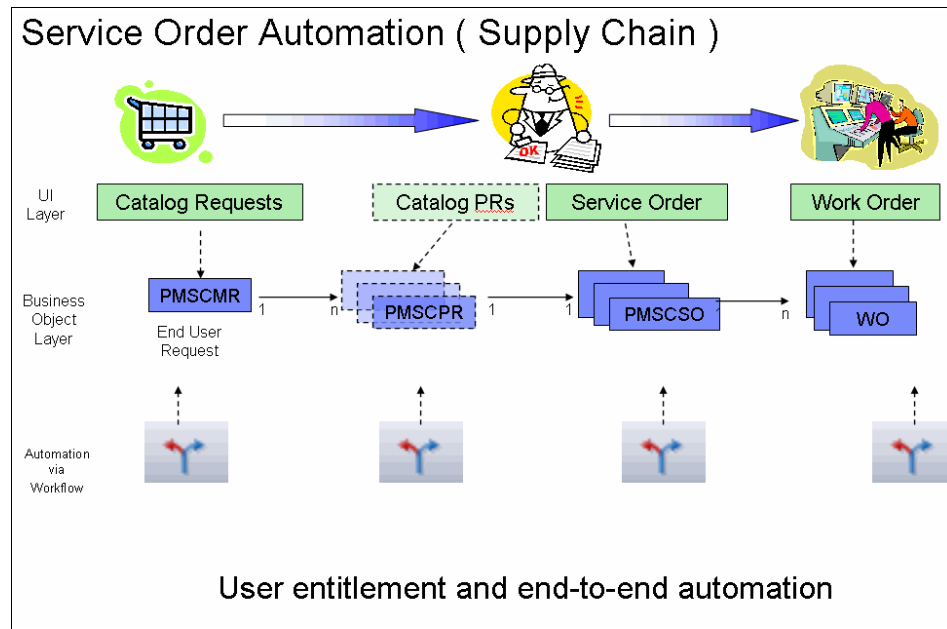 Service Order Automation ( Supply Chain )
OK
UI
Layer
Catalog Requests
Catalog PRs
Service Order
Work Order
Business
Object
Layer
PMSCMR
1
n
PMSCPR
1
1
PMSCSO
n
WO
End User
Request
Automation
via
Workflow
User entitlement and end-to-end automation